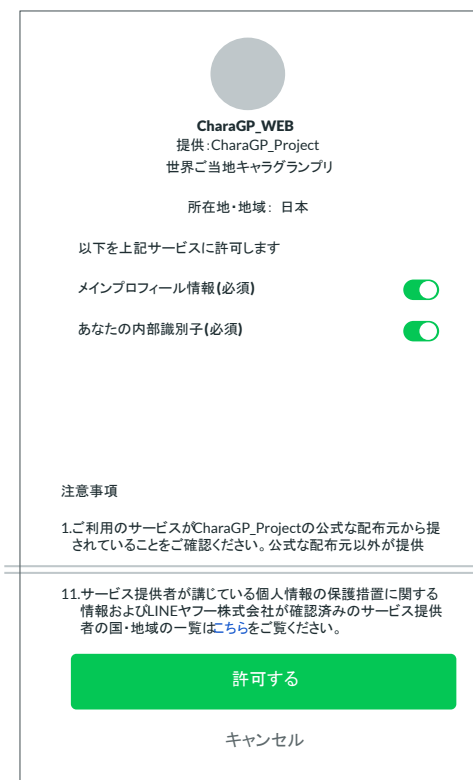 CharaGP_WEB
提供:CharaGP_Project
世界ご当地キャラグランプリ
所在地・地域: 日本
以下を上記サービスに許可します
メインプロフィール情報(必須)
あなたの内部識別子(必須)
注意事項
1.ご利用のサービスがCharaGP_Projectの公式な配布元から提
されていることをご確認ください。公式な配布元以外が提供
11.サービス提供者が講じている個人情報の保護措置に関する
情報およびLINEヤフー株式会社が確認済みのサービス提供
者の国・地域の一覧はこちらをご覧ください。
許可する
キャンセル